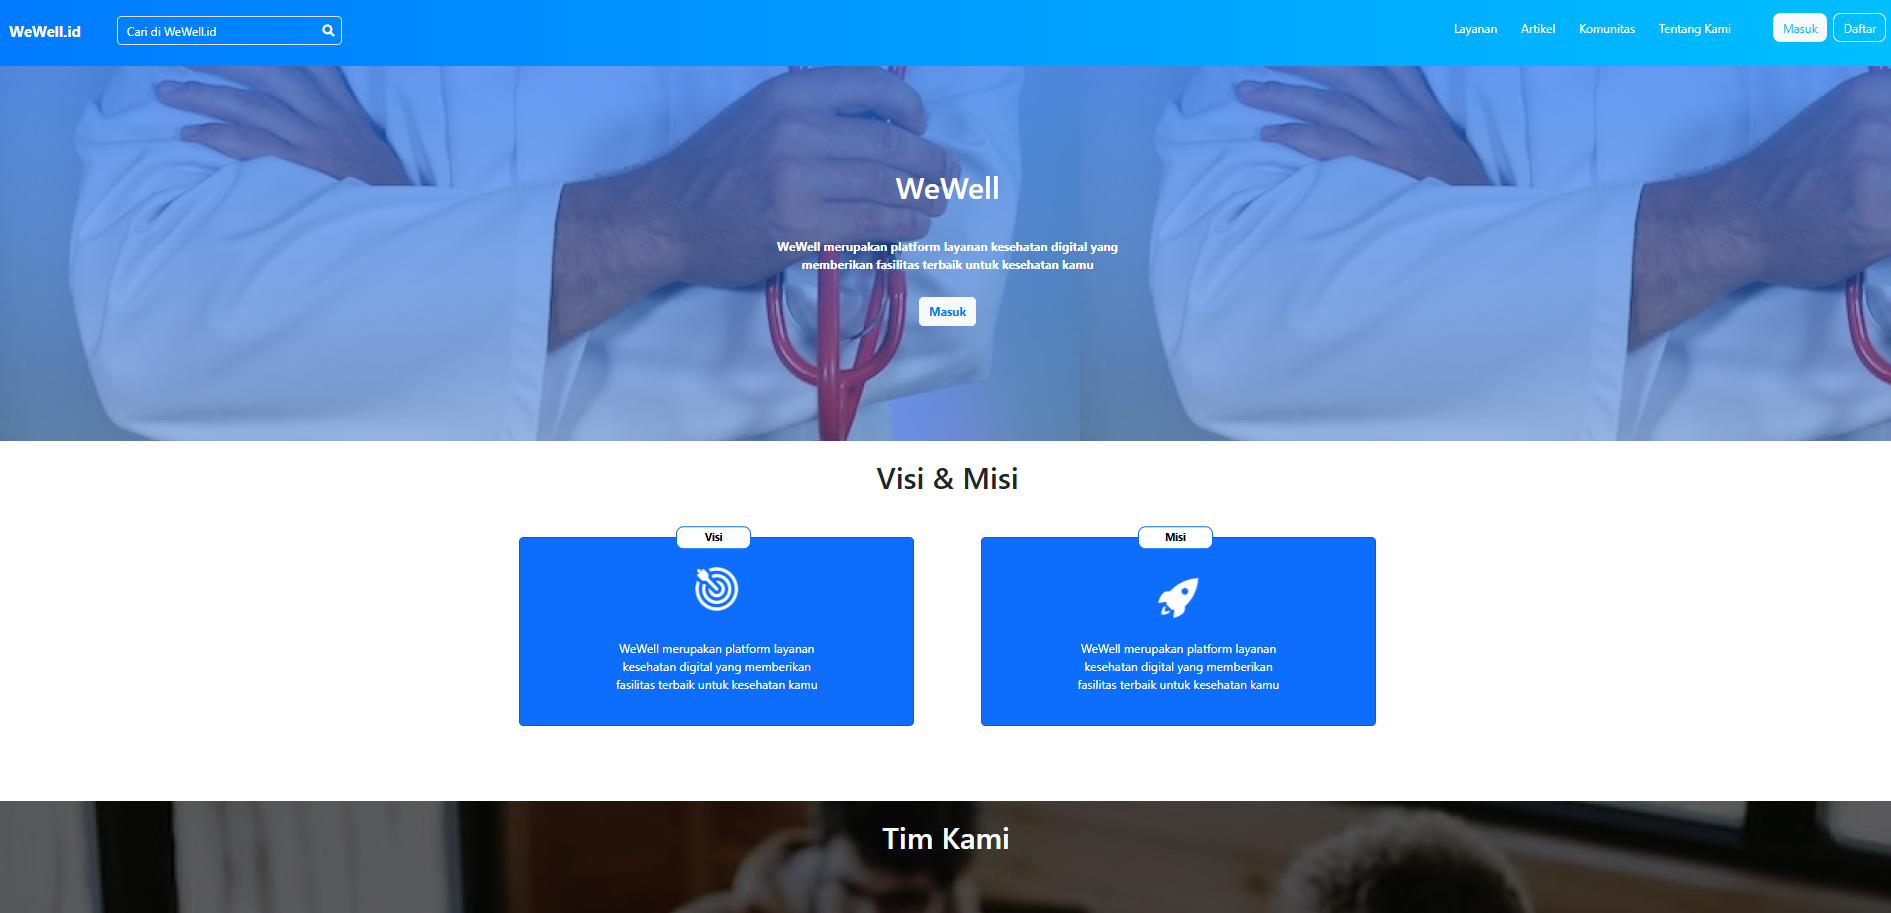 WeWell.id
Cari di WeWell.id
Layanan
Artikel
Komunitas
Tentang Kami
Masuk
Daftar
WeWell
WeWell merupakan platform layanan kesehatan digital yang
memberikan fasilitas terbaik untuk kesehatan kamu
Masuk
Visi & Misi
Visi
WeWell merupakan platform layanan
kesehatan digital yang memberikan
fasilitas terbaik untuk kesehatan kamu
Misi
WeWell merupakan platform layanan
kesehatan digital yang memberikan
fasilitas terbaik untuk kesehatan kamu
Tim Kami